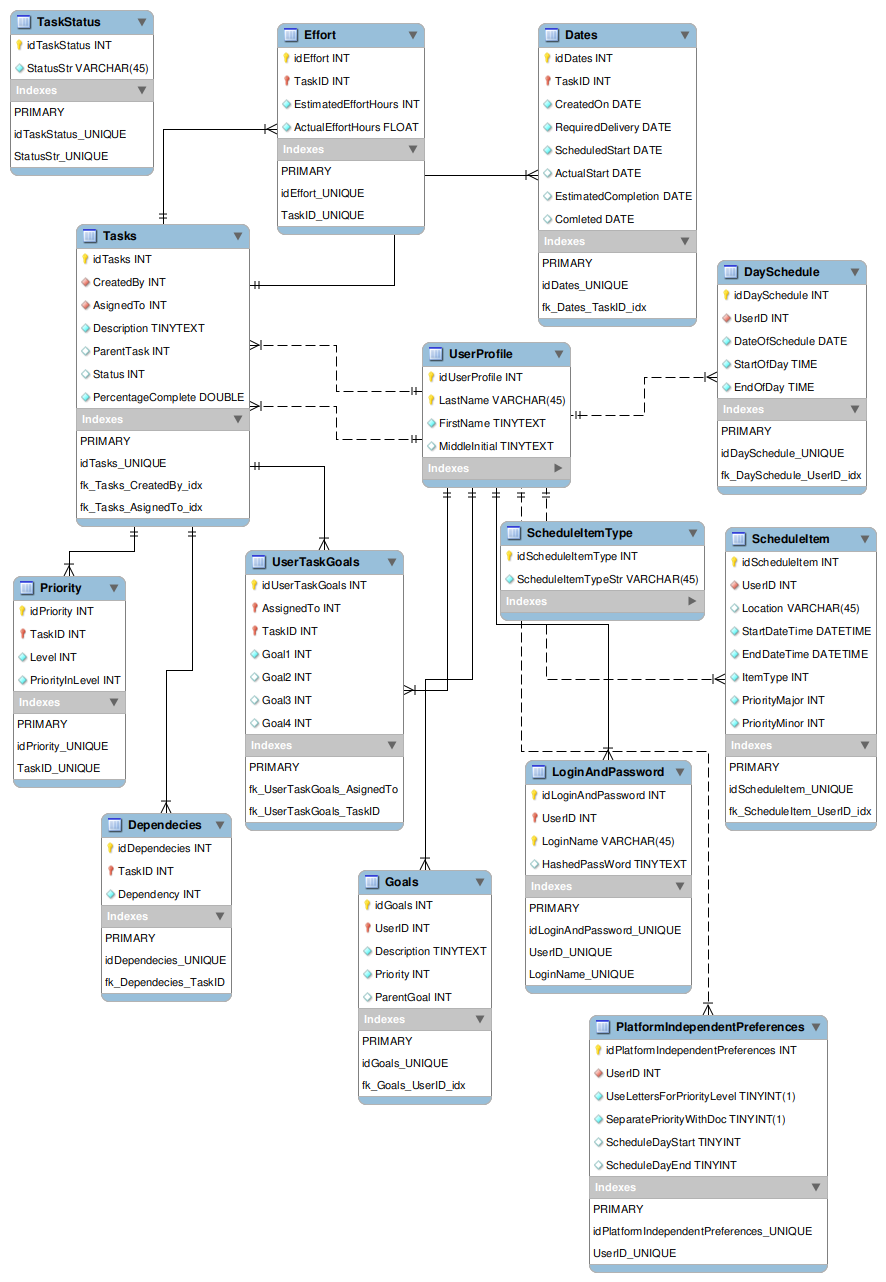 TaskStatus
idTaskStatus INT
StatusStr VARCHAR(45)
Indexes
PRIMARY
idTaskStatus_UNIQUE
StatusStr_UNIQUE
Effort
idEffort INT
TaskID INT
EstimatedEffortHours INT
ActualEffortHours FLOAT
Indexes
PRIMARY
idEffort_UNIQUE
TaskID_UNIQUE
Dates
idDates INT
TaskID INT
CreatedOn DATE
RequiredDelivery DATE
ScheduledStart DATE
ActualStart DATE
EstimatedCompletion DATE
Comleted DATE
Indexes
PRIMARY
idDates_UNIQUE
fk_Dates_TaskID_idx
Tasks
idTasks INT
CreatedBy INT
AsignedTo INT
Description TINYTEXT
ParentTask INT
Status INT
PercentageComplete DOUBLE
Indexes
PRIMARY
idTasks_UNIQUE
fk_Tasks_CreatedBy_idx
fk_Tasks_AsignedTo_idx
UserProfile
idUserProfile INT
LastName VARCHAR(45)
FirstName TINYTEXT
MiddleInitial TINYTEXT
Indexes
DaySchedule
idDaySchedule INT
UserID INT
DateOfSchedule DATE
StartOfDay TIME
EndOfDay TIME
Indexes
PRIMARY
idDaySchedule_UNIQUE
fk_DaySchedule_UserID_idx
Priority
idPriority INT
TaskID INT
Level INT
PriorityInLevel INT
Indexes
PRIMARY
idPriority_UNIQUE
TaskID_UNIQUE
UserTaskGoals
idUserTaskGoals INT
AssignedTo INT
TaskID INT
Goal1 INT
Goal2 INT
Goal3 INT
Goal4 INT
Indexes
PRIMARY
fk_UserTaskGoals_AsignedTo
fk_UserTaskGoals_TaskID
ScheduleItemType
idScheduleItemType INT
ScheduleItemTypeStr VARCHAR(45)
Indexes
ScheduleItem
idScheduleItem INT
UserID INT
Location VARCHAR(45)
StartDateTime DATETIME
EndDateTime DATETIME
ItemType INT
PriorityMajor INT
PriorityMinor INT
Indexes
PRIMARY
idScheduleItem_UNIQUE
fk_ScheduleItem_UserID_idx
Dependecies
idDependecies INT
TaskID INT
Dependency INT
Indexes
PRIMARY
idDependecies_UNIQUE
fk_Dependecies_TaskID
Goals
idGoals INT
UserID INT
Description TINYTEXT
Priority INT
ParentGoal INT
Indexes
PRIMARY
idGoals_UNIQUE
fk_Goals_UserID_idx
LoginAndPassword
idLoginAndPassword INT
UserID INT
LoginName VARCHAR(45)
HashedPassWord TINYTEXT
Indexes
PRIMARY
idLoginAndPassword_UNIQUE
UserID_UNIQUE
LoginName_UNIQUE
PlatformIndependentPreferences
idPlatformIndependentPreferences INT
UserID INT
UseLettersForPriorityLevel TINYINT(1)
SeparatePriorityWithDoc TINYINT(1)
ScheduleDayStart TINYINT
ScheduleDayEnd TINYINT
Indexes
PRIMARY
idPlatformIndependentPreferences_UNIQUE
UserID_UNIQUE